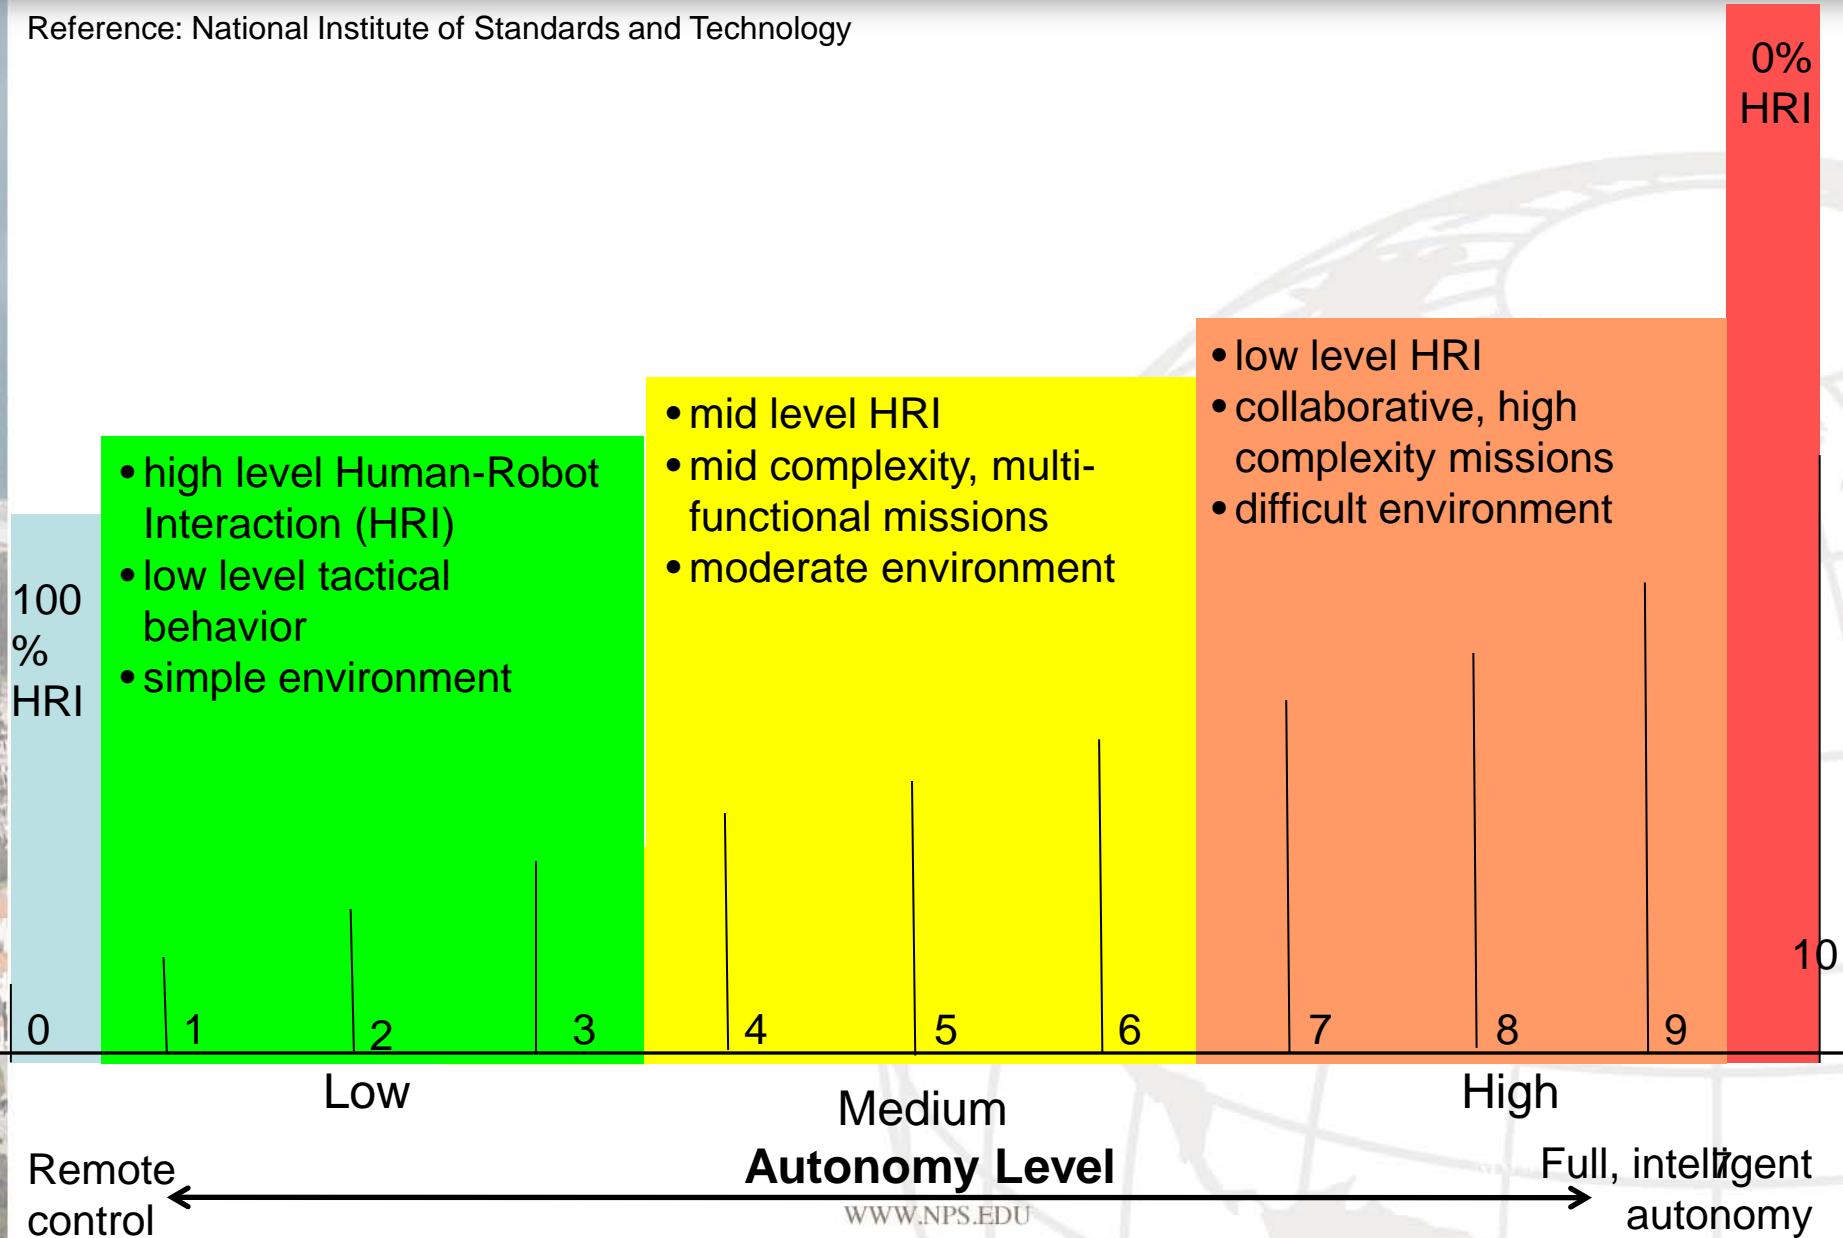 Reference: National Institute of Standards and Technology
0%
HRI
• low level HRI
• collaborative, high
complexity missions
• difficult environment
• mid level HRI
• mid complexity, multi-
functional missions
• moderate environment
• high level Human-Robot
Interaction (HRI)
• low level tactical
behavior
• simple environment
100
%
HRI
0
1
2
3
4
5
6
7
8
9
10
Low
Medium
High
Autonomy Level
Remote
control
Full, intelligent
autonomy
7
WWW.NPS.EDU